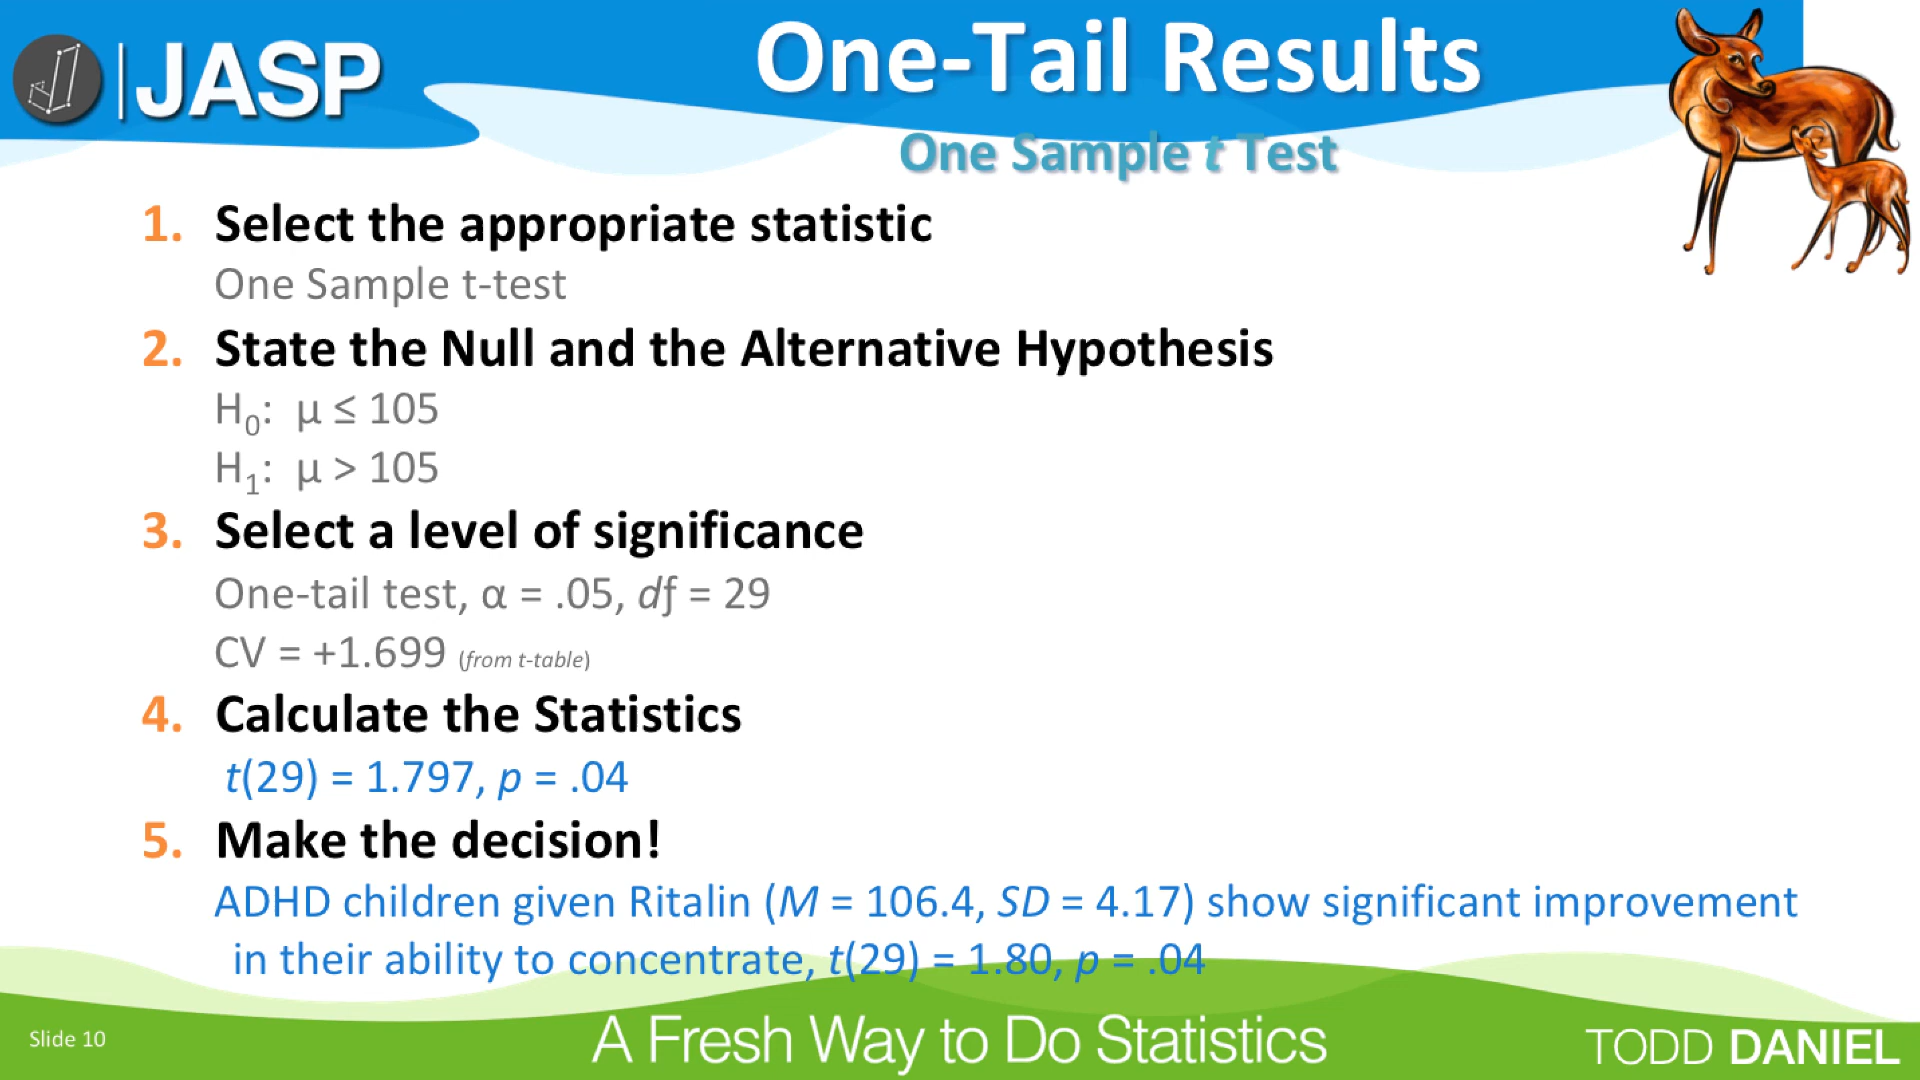 JASP
One-Tail Results
One Sample t Test
1. Select the appropriate statistic
One Sample t-test
2. State the Null and the Alternative Hypothesis
H₀: μ ≤ 105
H₁: μ > 105
3. Select a level of significance
One-tail test, α = .05, df = 29
CV = +1.699 (from t-table)
4. Calculate the Statistics
t(29) = 1.797, p = .04
5. Make the decision!
ADHD children given Ritalin (M = 106.4, SD = 4.17) show significant improvement
in their ability to concentrate, t(29) = 1.80, p = .04
Slide 10
A Fresh Way to Do Statistics
TODD DANIEL